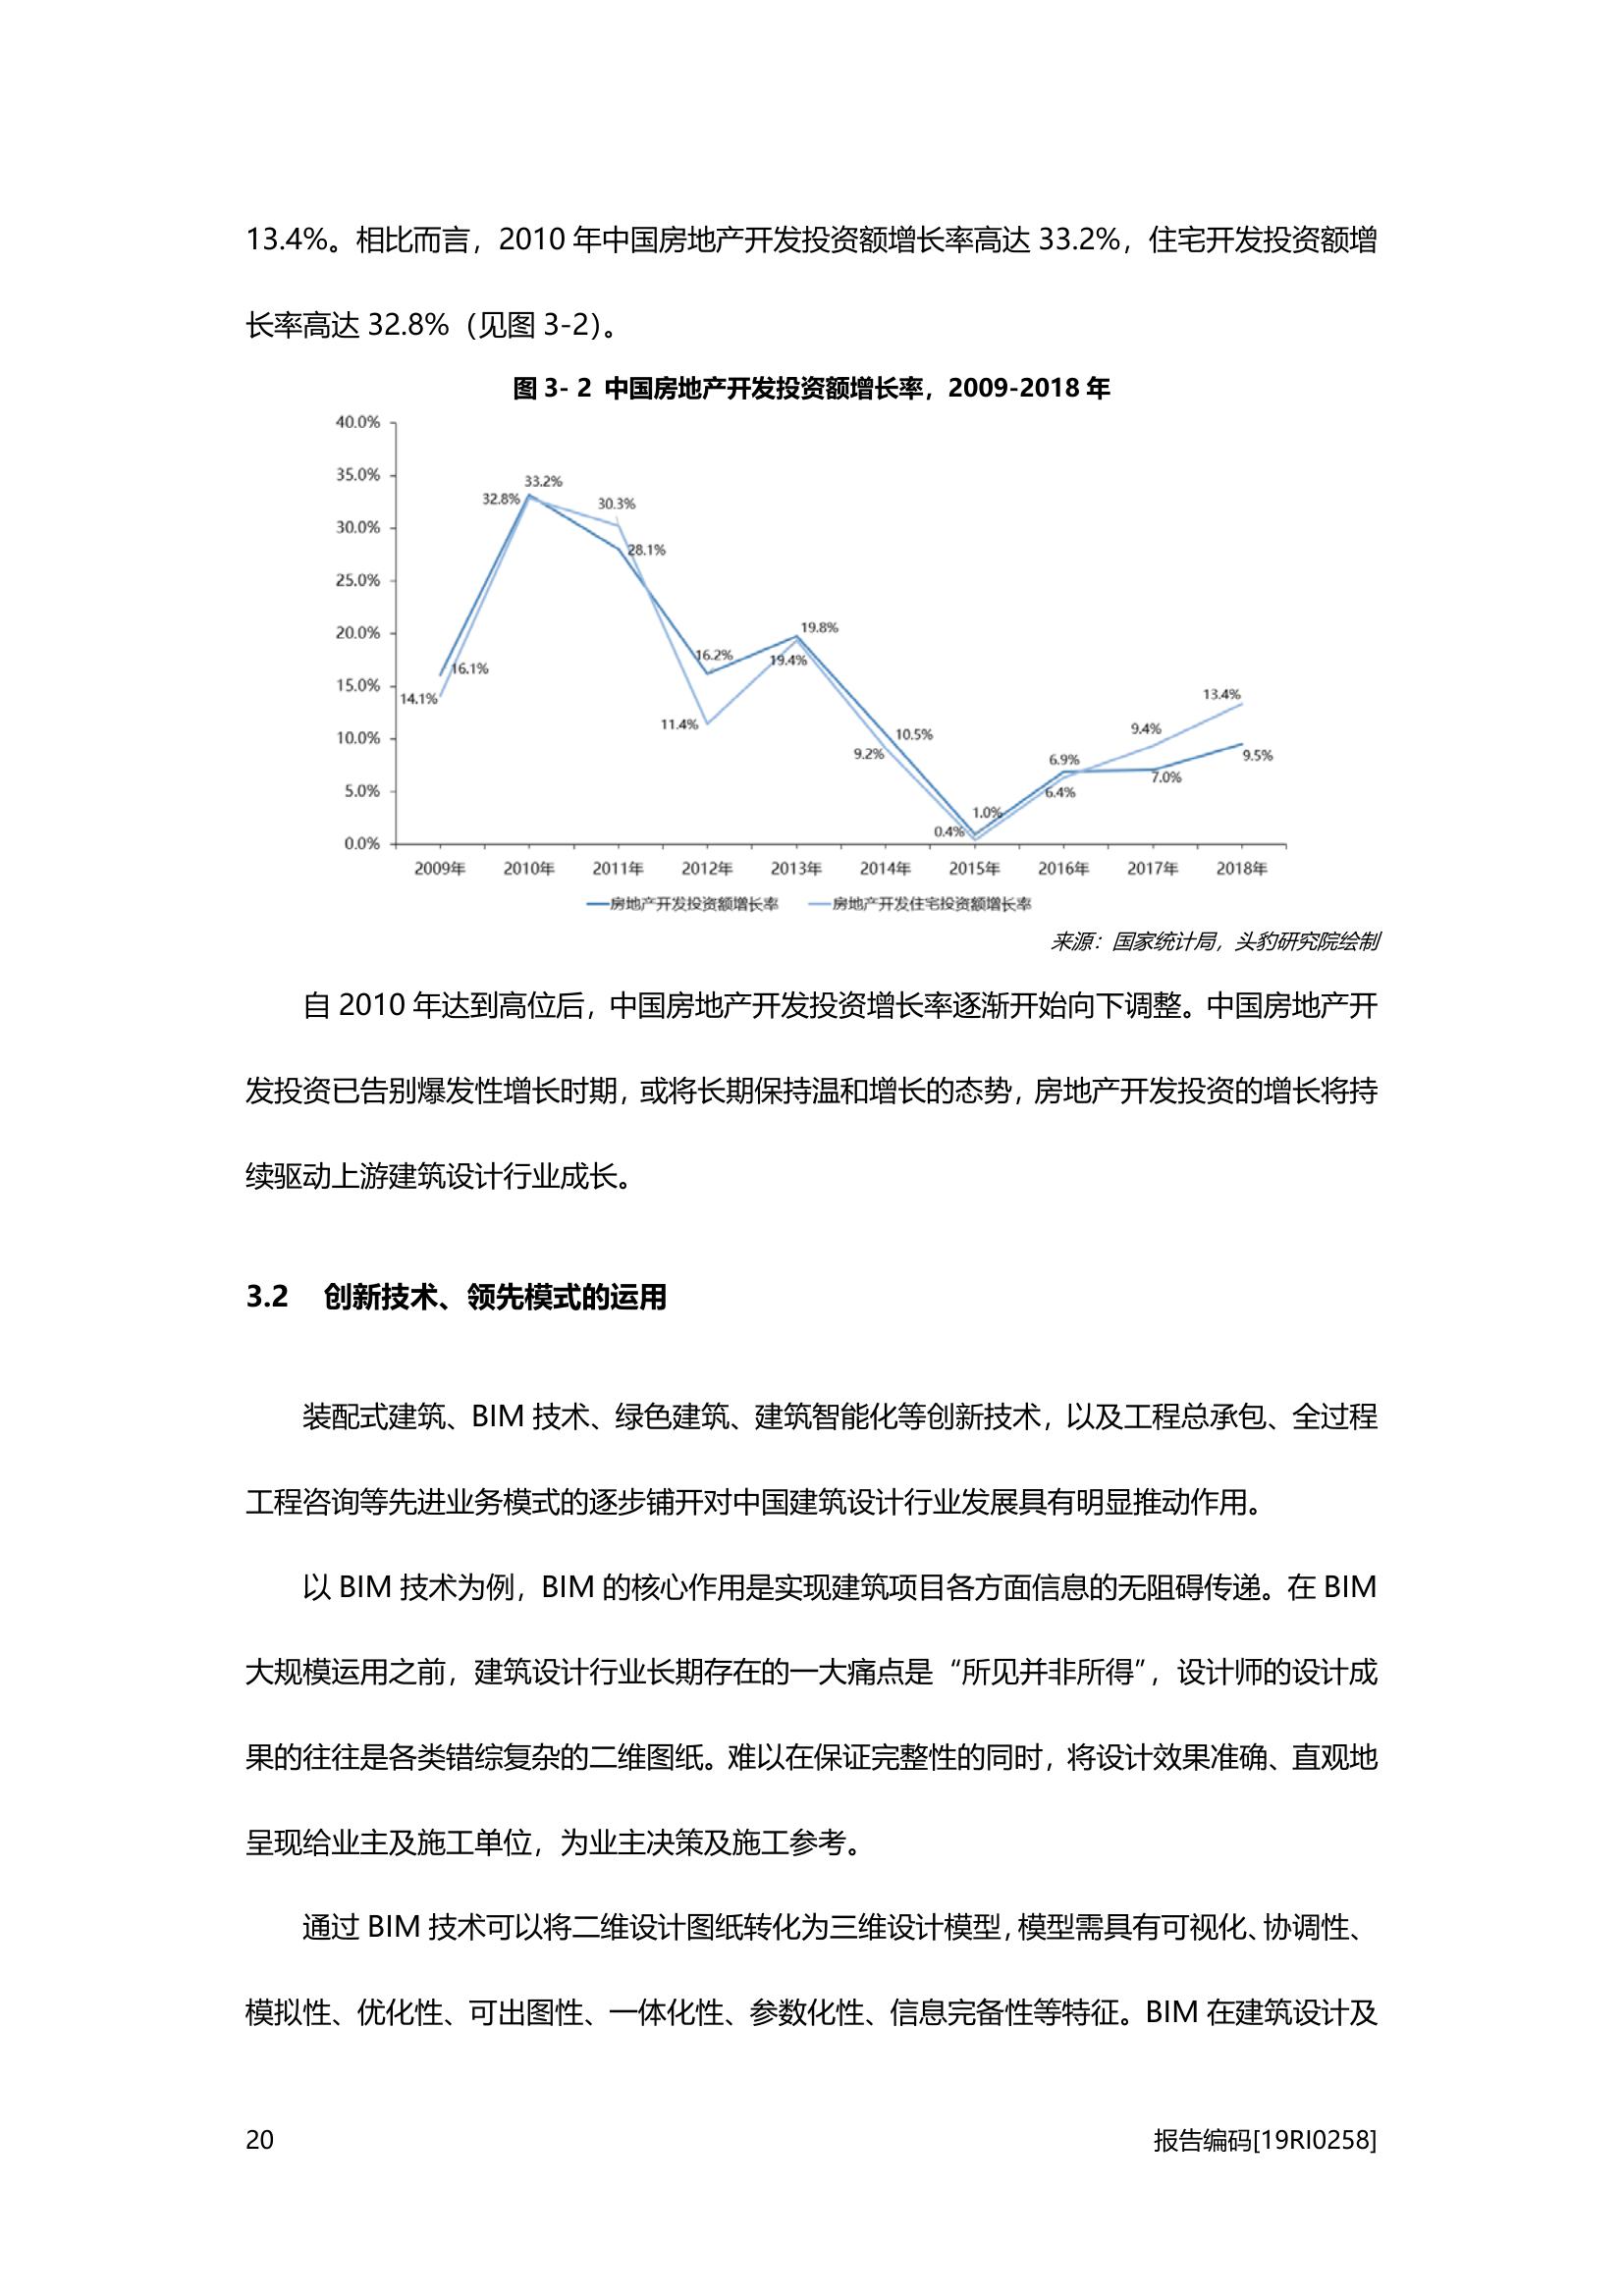 13.4%。相比而言，2010 年中国房地产开发投资额增长率高达 33.2%，住宅开发投资额增
长率高达 32.8%（见图 3-2）。
图 3- 2 中国房地产开发投资额增长率，2009-2018 年
40.0%
35.0%
30.0%
25.0%
20.0%
15.0%
10.0%
5.0%
0.0%
33.2%
32.8%
30.3%
28.1%
19.8%
16.2%
19.4%
16.1%
14.1%
13.4%
11.4%
10.5%
9.4%
9.2%
9.5%
6.9%
7.0%
6.4%
1.0%
0.4%
2009年 2010年 2011年 2012年 2013年 2014年 2015年 2016年 2017年 2018年
房地产开发投资额增长率 房地产开发住宅投资额增长率
来源：国家统计局，头豹研究院绘制
自 2010 年达到高位后，中国房地产开发投资增长率逐渐开始向下调整。中国房地产开
发投资已告别爆发性增长时期，或将长期保持温和增长的态势，房地产开发投资的增长将持
续驱动上游建筑设计行业成长。
3.2 创新技术、领先模式的运用
装配式建筑、BIM 技术、绿色建筑、建筑智能化等创新技术，以及工程总承包、全过程
工程咨询等先进业务模式的逐步铺开对中国建筑设计行业发展具有明显推动作用。
以 BIM 技术为例，BIM 的核心作用是实现建筑项目各方面信息的无阻碍传递。在 BIM
大规模运用之前，建筑设计行业长期存在的一大痛点是“所见并非所得”，设计师的设计成
果的往往是各类错综复杂的二维图纸。难以在保证完整性的同时，将设计效果准确、直观地
呈现给业主及施工单位，为业主决策及施工参考。
通过 BIM 技术可以将二维设计图纸转化为三维设计模型，模型需具有可视化、协调性、
模拟性、优化性、可出图性、一体化性、参数化性、信息完备性等特征。BIM 在建筑设计及
20 报告编码[19RI0258]